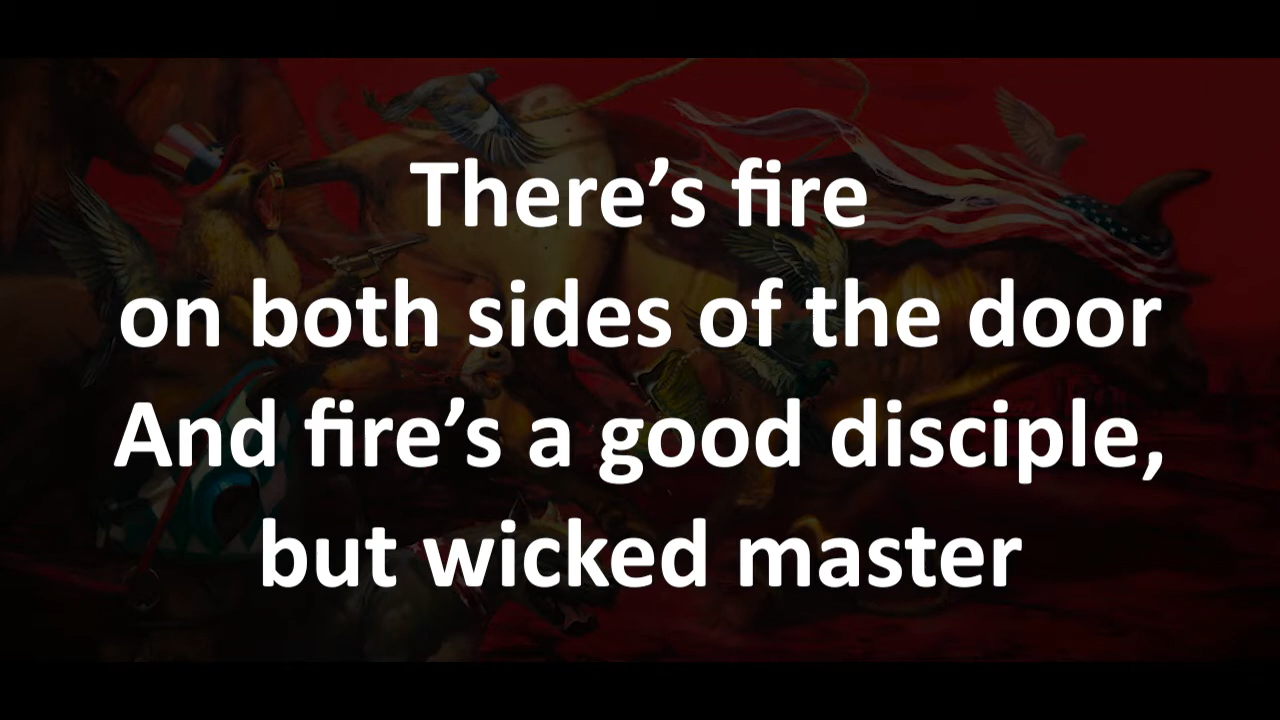 There’s fire
on both sides of the door
And fire’s a good disciple,
but wicked master